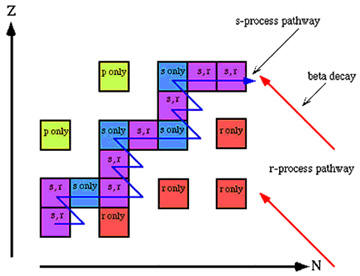 Z
s-process pathway
p only
s only
s,r
s,r
beta decay
s,r
p only
s only
s,r
s only
r only
s,r
r-process pathway
s,r
s only
s,r
r only
r only
s,r
r only
N